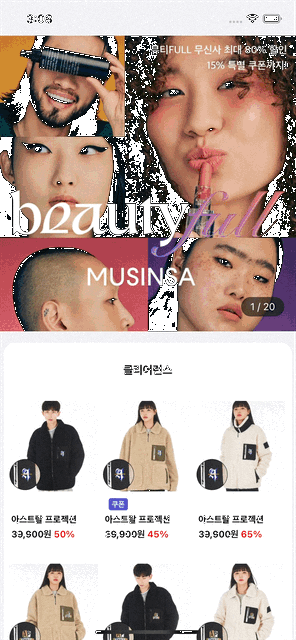 3:06
뷰티FULL 무신사 최대 80% 할인
15% 특별 쿠폰까지!
beautyfull
MUSINSA
1 / 20
클리어런스
쿠폰
아스트랄 프로젝션 아스트랄 프로젝션 아스트랄 프로젝션
39,900원 50% 39,900원 45% 39,900원 65%